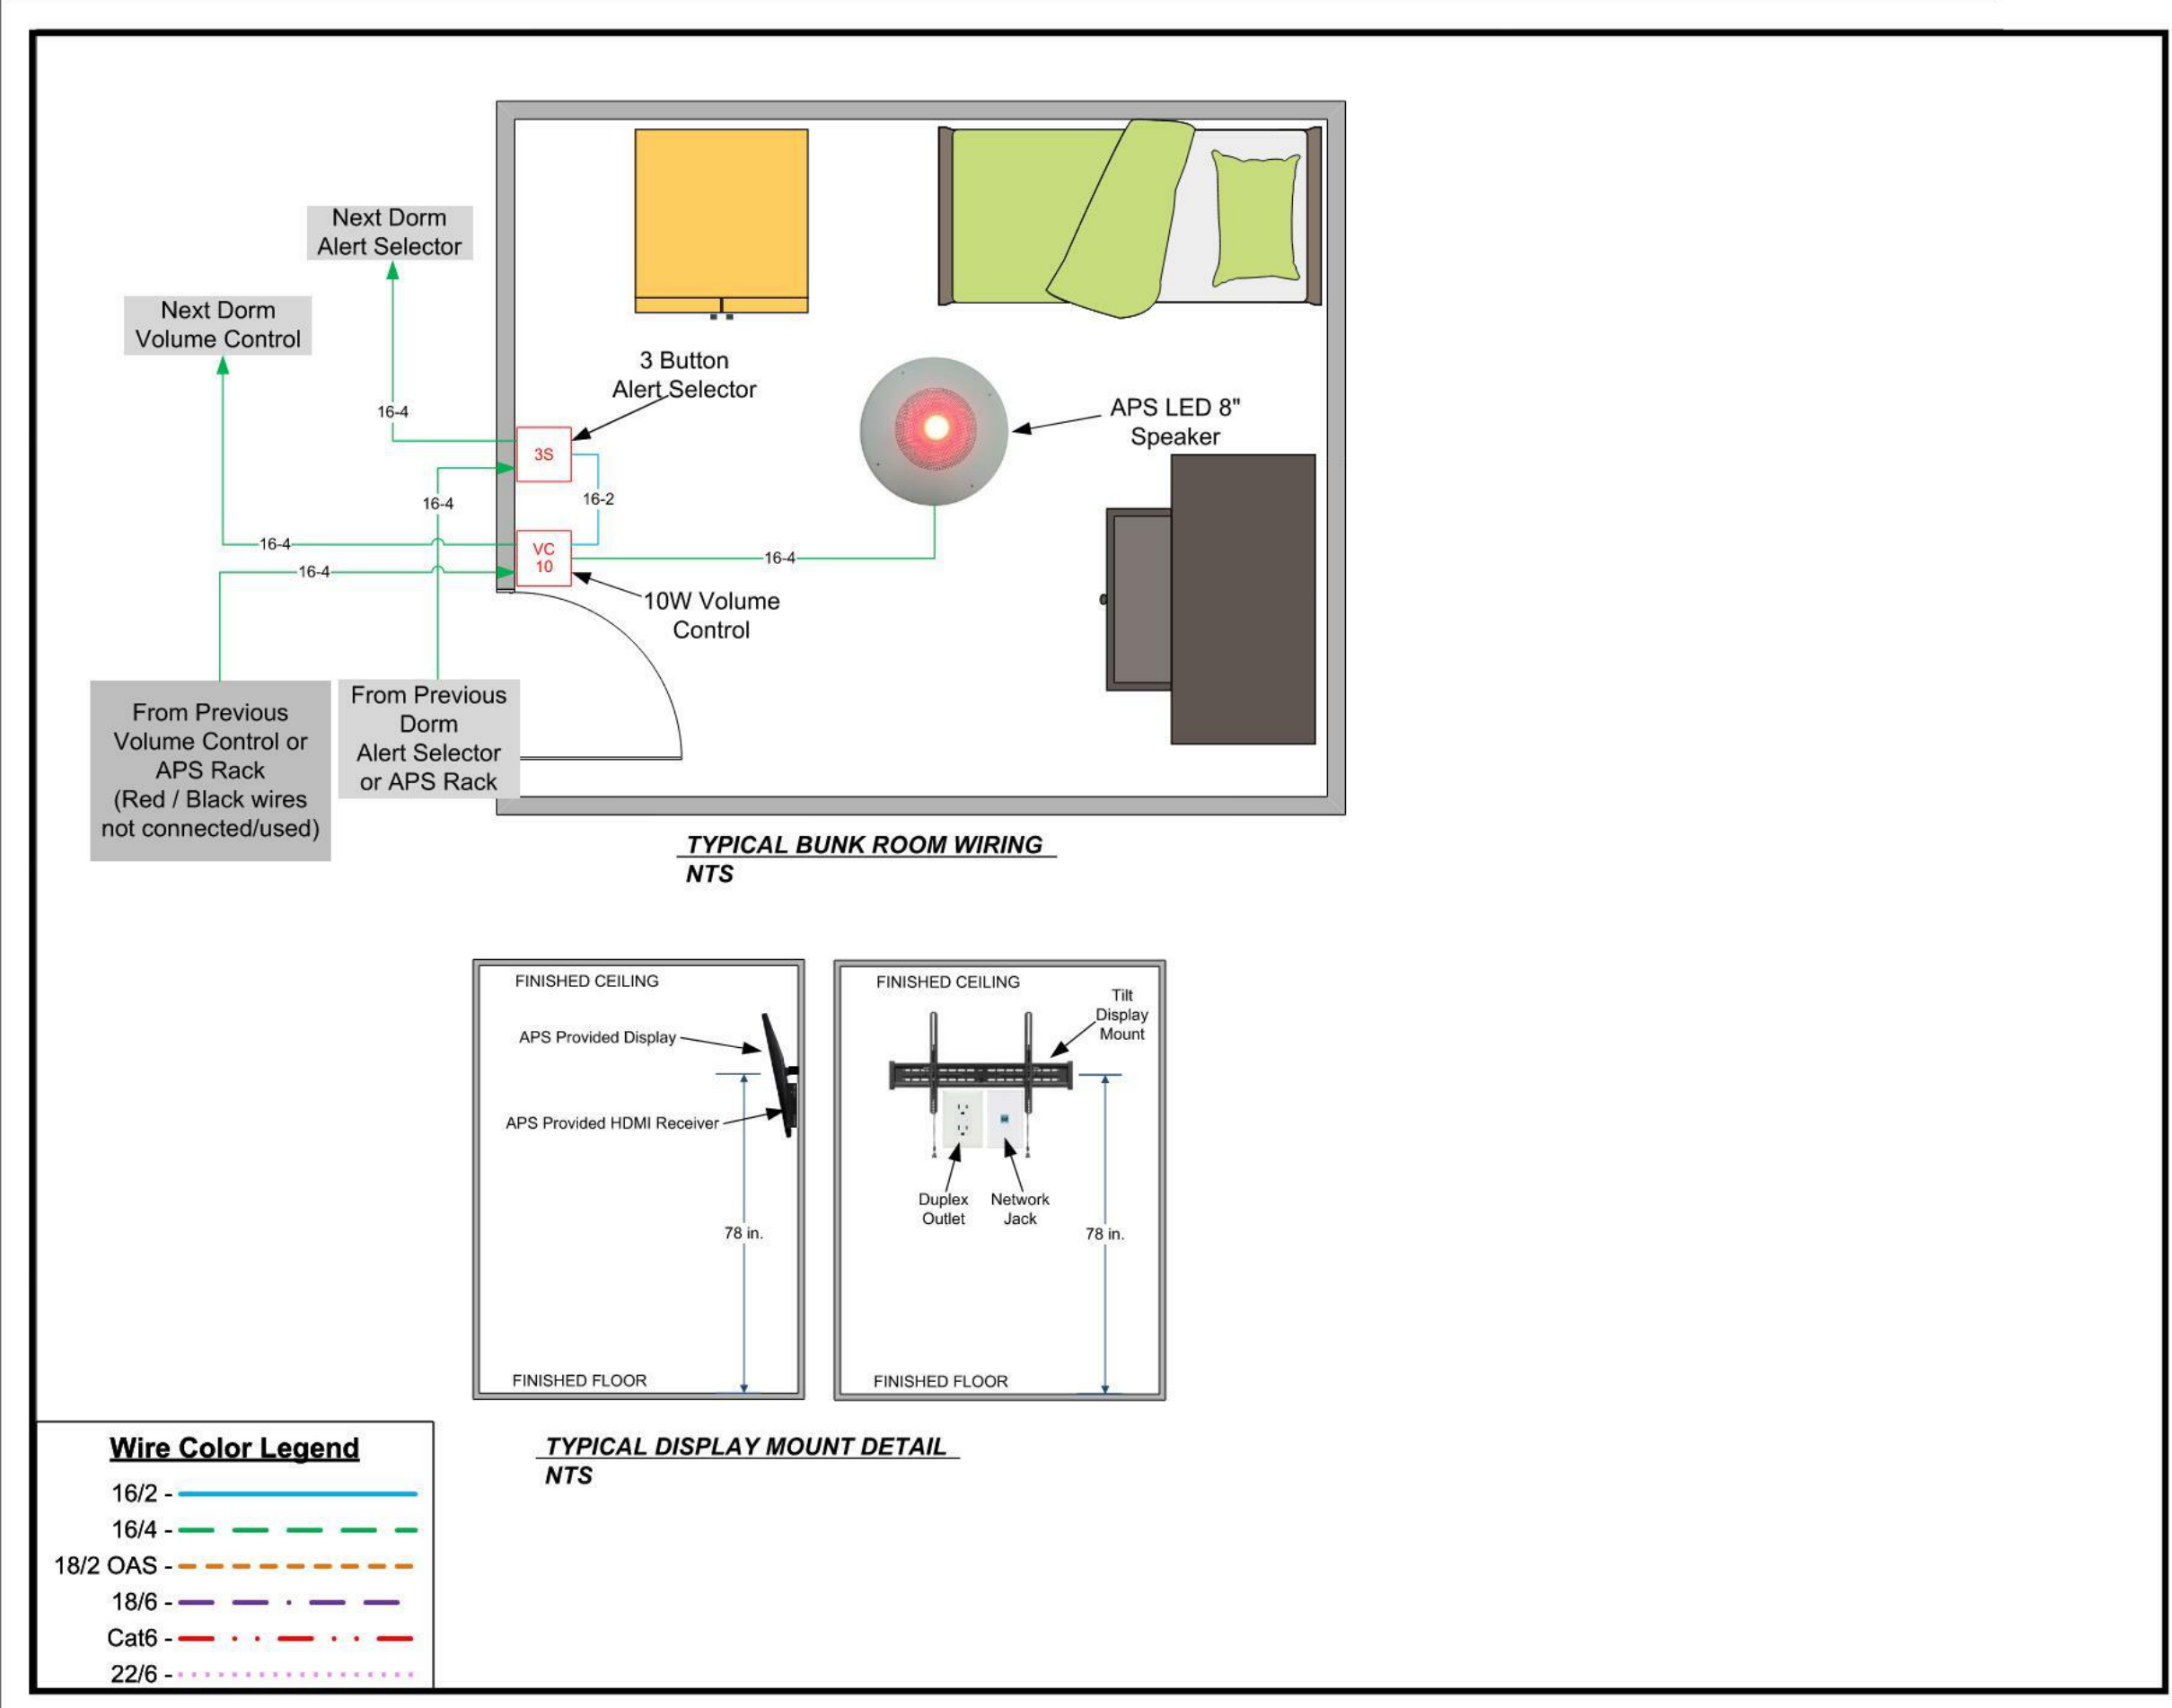 Next Dorm
Alert Selector
Next Dorm
Volume Control
3 Button
Alert Selector
APS LED 8"
Speaker
16-4
3S
16-4
16-2
16-4
VC
10
16-4
16-4
10W Volume
Control
From Previous
Volume Control or
APS Rack
(Red / Black wires
not connected/used)
From Previous
Dorm
Alert Selector
or APS Rack
TYPICAL BUNK ROOM WIRING
NTS
FINISHED CEILING
APS Provided Display
APS Provided HDMI Receiver
78 in.
FINISHED FLOOR
FINISHED CEILING
Tilt
Display
Mount
Duplex
Outlet
Network
Jack
78 in.
FINISHED FLOOR
TYPICAL DISPLAY MOUNT DETAIL
NTS
Wire Color Legend
16/2 -
16/4 -
18/2 OAS -
18/6 -
Cat6 -
22/6 -